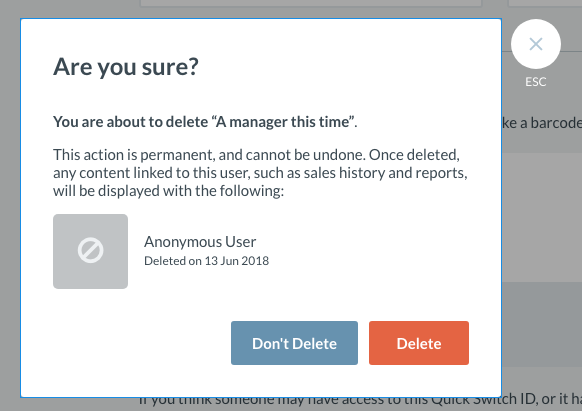 Are you sure?
ESC
You are about to delete “A manager this time”.
ke a barcode
This action is permanent, and cannot be undone. Once deleted,
any content linked to this user, such as sales history and reports,
will be displayed with the following:
Anonymous User
Deleted on 13 Jun 2018
Don't Delete
Delete
If you think someone may have access to this Quick Switch ID, or it ha